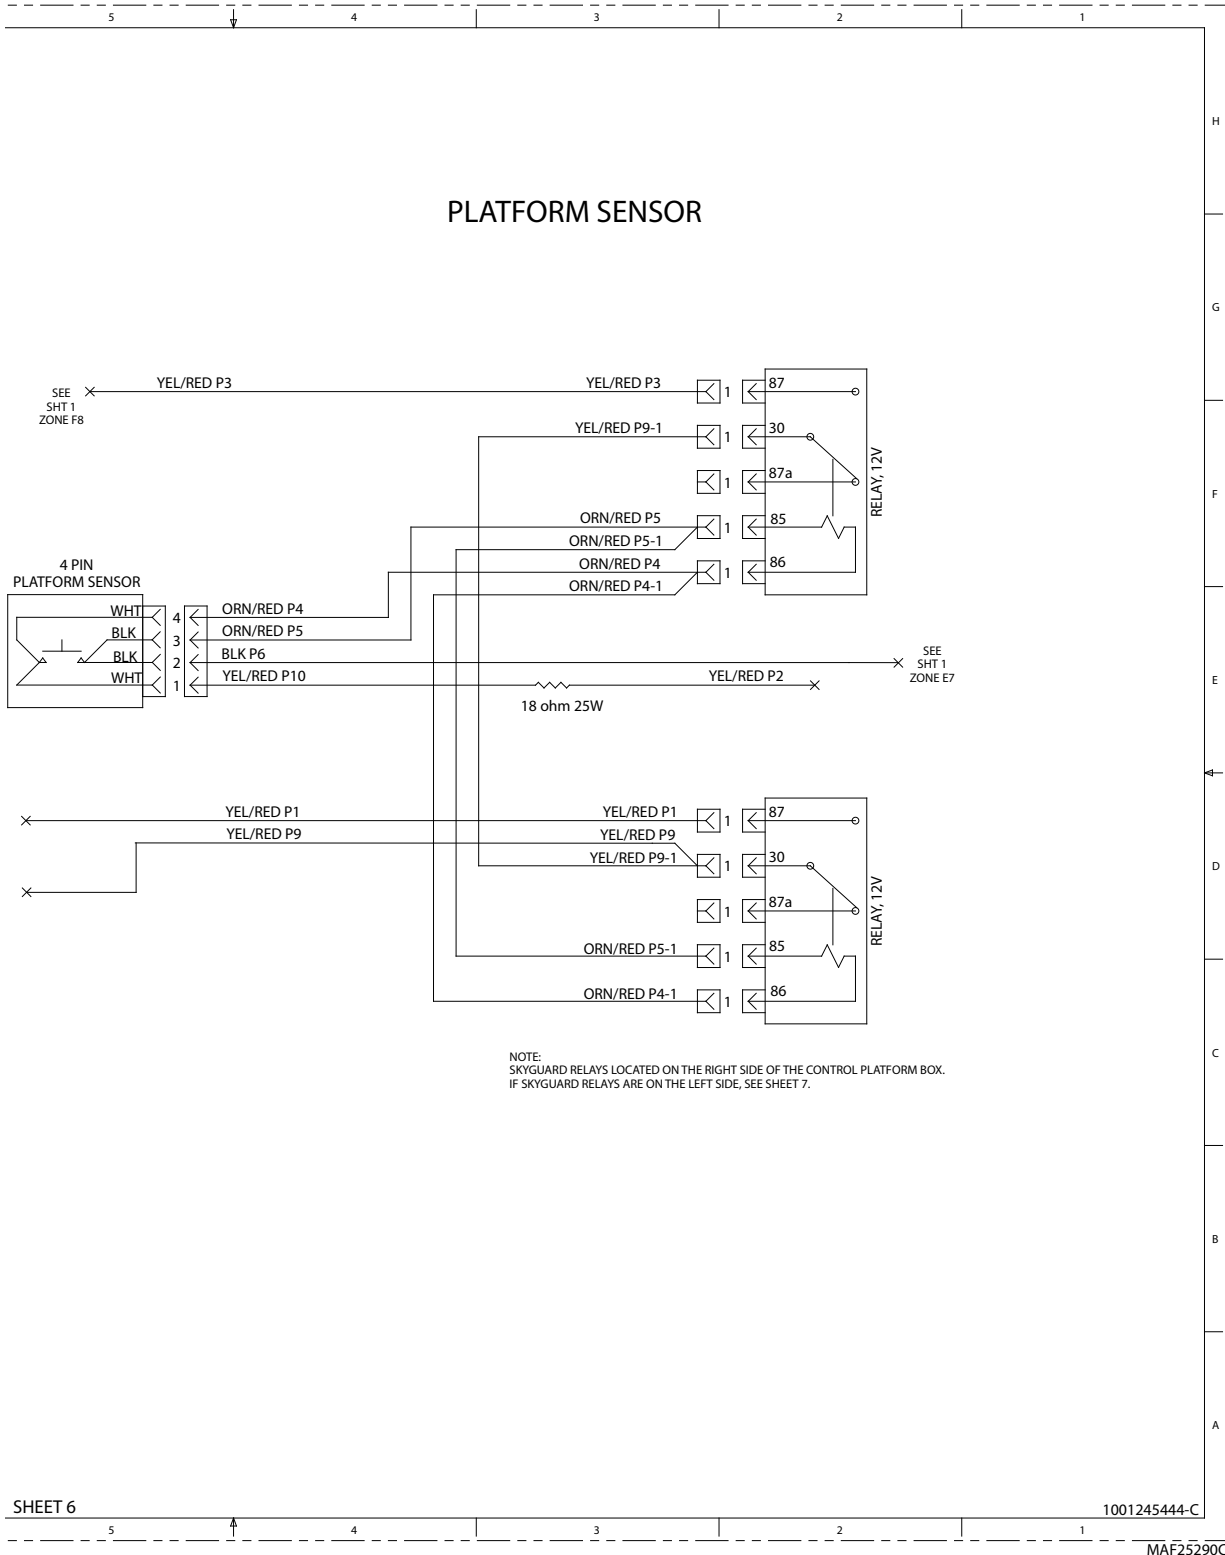 5 4 3 2 1
H
PLATFORM SENSOR
G
YEL/RED P3 YEL/RED P3 1 87
SEE
SHT 1
ZONE F8
YEL/RED P9-1 1 30
RELAY, 12V
1 87a
F
ORN/RED P5 1 85
ORN/RED P5-1
ORN/RED P4 1 86
ORN/RED P4-1
4 PIN
PLATFORM SENSOR
WHT 4 ORN/RED P4
BLK 3 ORN/RED P5
BLK 2 BLK P6
WHT 1 YEL/RED P10 YEL/RED P2
18 ohm 25W
SEE
SHT 1
ZONE E7
E
YEL/RED P1 YEL/RED P1 1 87
YEL/RED P9 YEL/RED P9
YEL/RED P9-1 1 30
D
RELAY, 12V
1 87a
ORN/RED P5-1 1 85
ORN/RED P4-1 1 86
C
NOTE:
SKYGUARD RELAYS LOCATED ON THE RIGHT SIDE OF THE CONTROL PLATFORM BOX.
IF SKYGUARD RELAYS ARE ON THE LEFT SIDE, SEE SHEET 7.
B
A
SHEET 6 1001245444-C
5 4 3 2 1
MAF25290C